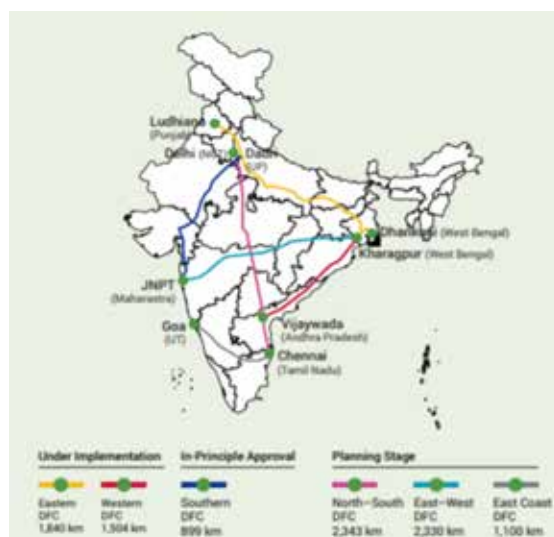 Ludhiana
(Punjab)
Delhi (NCT)
Dadri
(UP)
Dhankuni (West Bengal)
Kharagpur (West Bengal)
JNPT
(Maharastra)
Goa
(UT)
Vijaywada
(Andhra Pradesh)
Chennai
(Tamil Nadu)
Under Implementation
In-Principle Approval
Planning Stage
Eastern
DFC
1,840 km
Western
DFC
1,504 km
Southern
DFC
899 km
North–South
DFC
2,343 km
East–West
DFC
2,330 km
East Coast
DFC
1,100 km